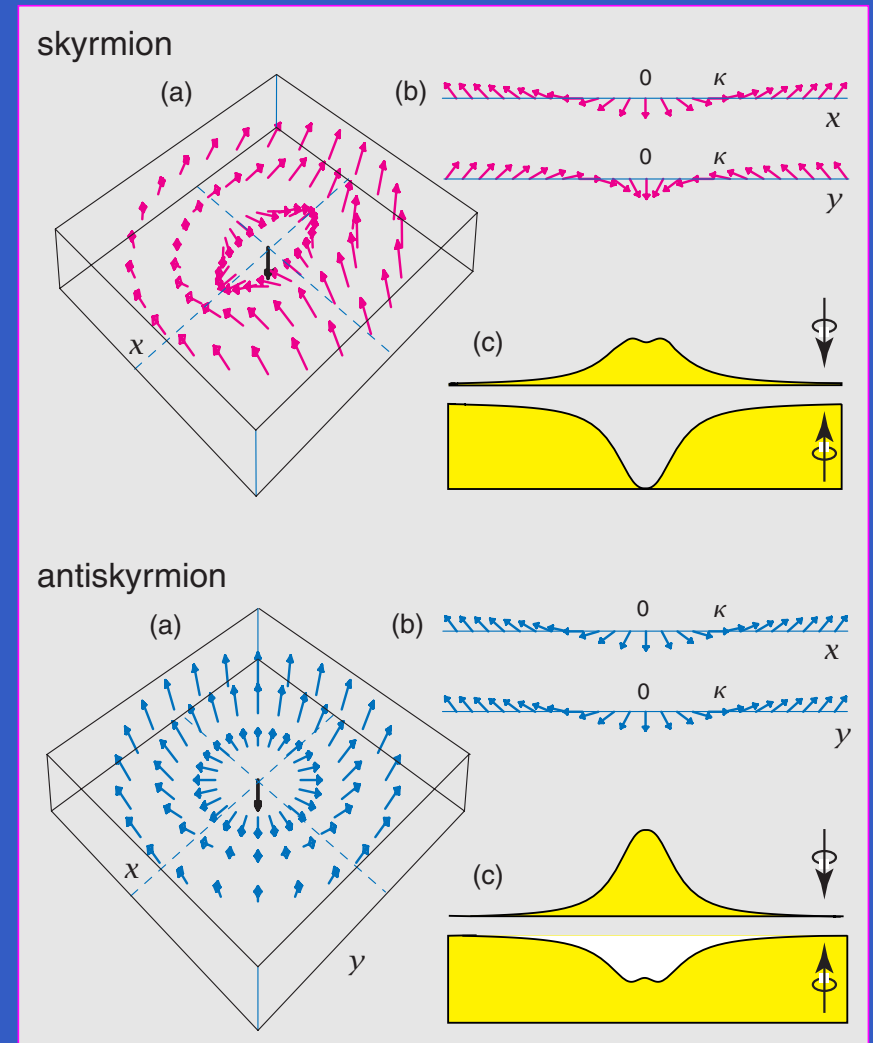 skyrmion
(a)
(b)
0 κ
x
0 κ
y
x
(c)
antiskyrmion
(a)
(b)
0 κ
x
0 κ
y
x
y
(c)